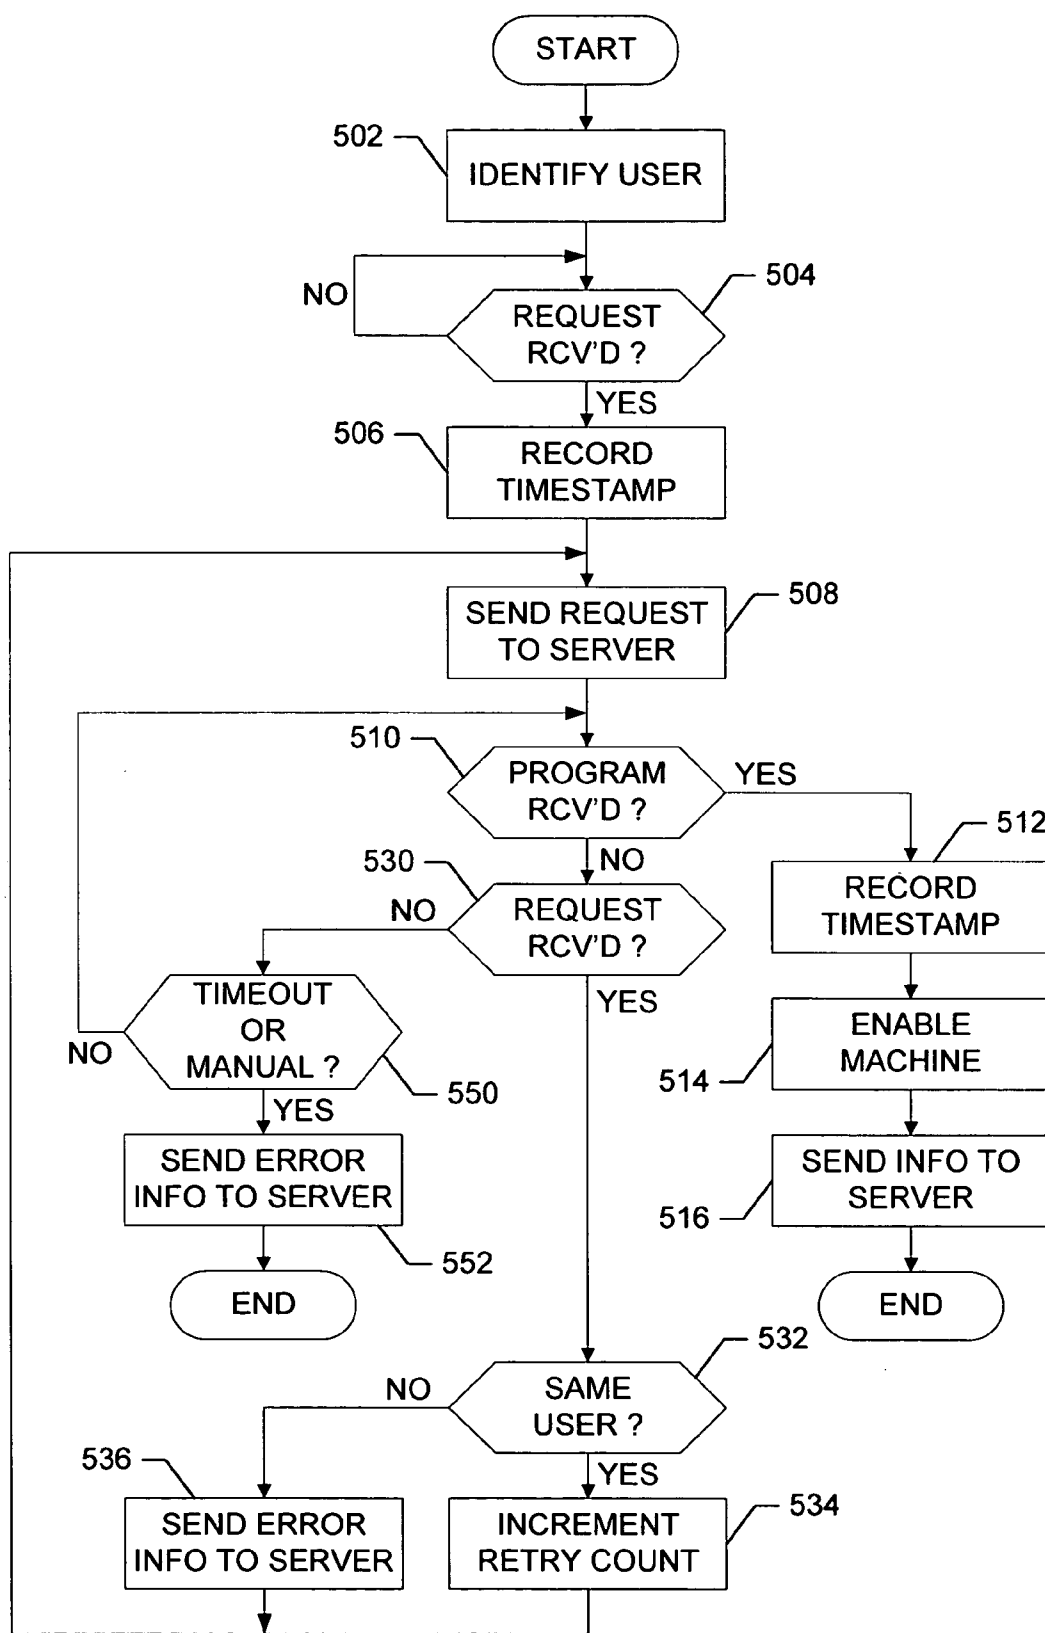 START
502
IDENTIFY USER
504
NO
REQUEST
RCV'D ?
YES
506
RECORD
TIMESTAMP
508
SEND REQUEST
TO SERVER
510
PROGRAM
RCV'D ?
YES
NO
512
RECORD
TIMESTAMP
530
NO
REQUEST
RCV'D ?
YES
TIMEOUT
OR
MANUAL ?
NO
550
YES
ENABLE
MACHINE
514
SEND ERROR
INFO TO SERVER
552
SEND INFO TO
SERVER
516
END
END
532
NO
SAME
USER ?
YES
536
SEND ERROR
INFO TO SERVER
534
INCREMENT
RETRY COUNT